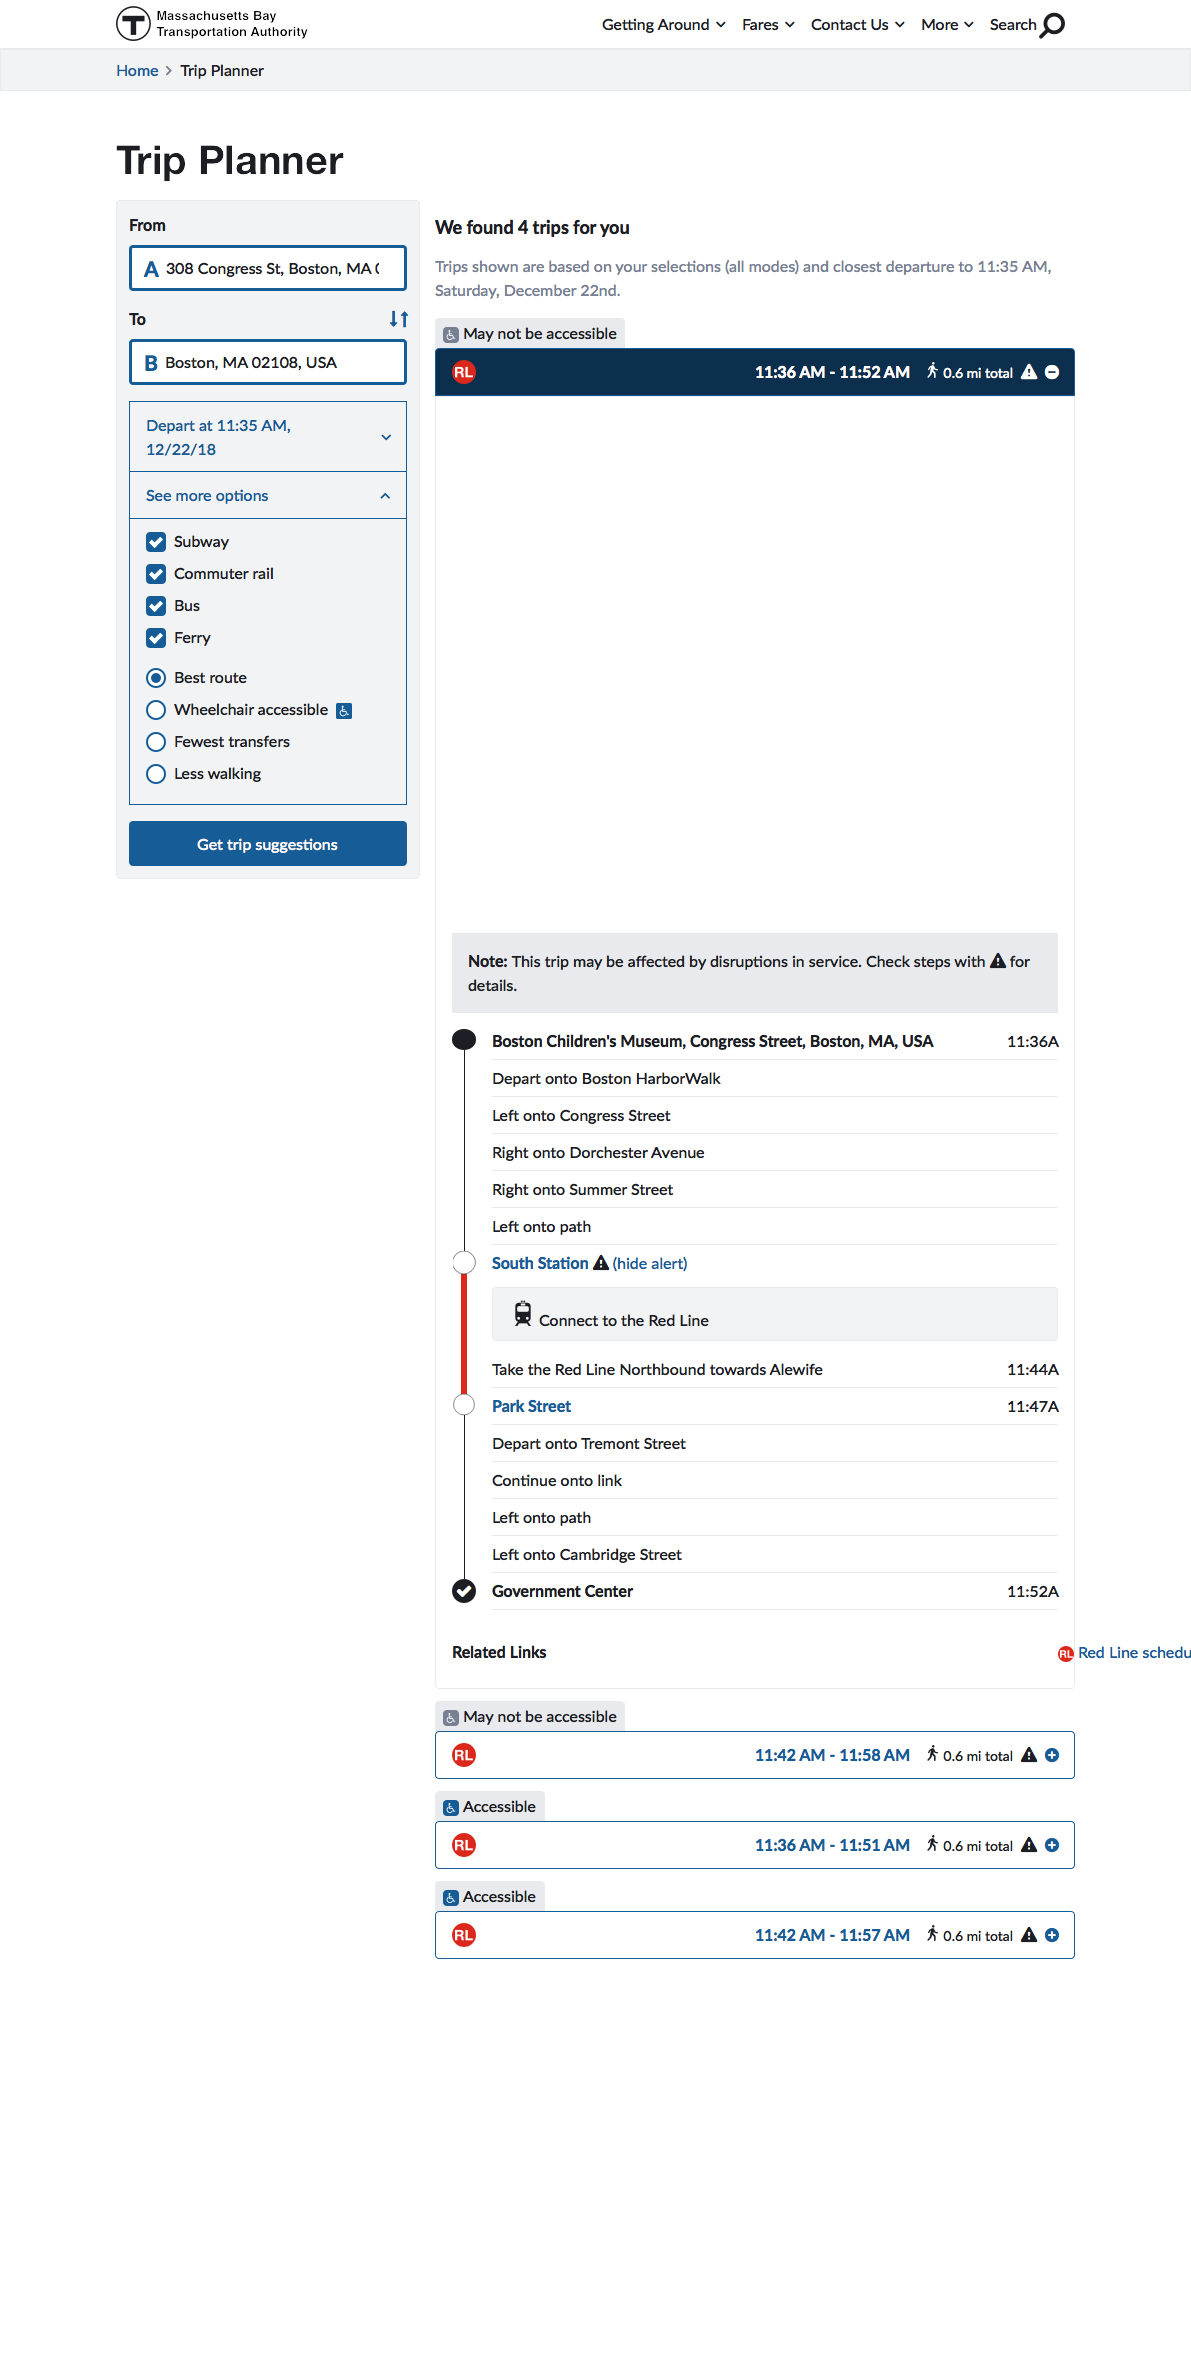 Massachusetts Bay
Transportation Authority
Getting Around
Fares
Contact Us
More
Search
Home
Trip Planner
Trip Planner
From
A 308 Congress St, Boston, MA
To
B Boston, MA 02108, USA
Depart at 11:35 AM,
12/22/18
See more options
Subway
Commuter rail
Bus
Ferry
Best route
Wheelchair accessible
Fewest transfers
Less walking
Get trip suggestions
We found 4 trips for you
Trips shown are based on your selections (all modes) and closest departure to 11:35 AM,
Saturday, December 22nd.
May not be accessible
RL 11:36 AM - 11:52 AM 0.6 mi total
Note: This trip may be affected by disruptions in service. Check steps with for
details.
Boston Children's Museum, Congress Street, Boston, MA, USA 11:36A
Depart onto Boston HarborWalk
Left onto Congress Street
Right onto Dorchester Avenue
Right onto Summer Street
Left onto path
South Station (hide alert)
Connect to the Red Line
Take the Red Line Northbound towards Alewife 11:44A
Park Street 11:47A
Depart onto Tremont Street
Continue onto link
Left onto path
Left onto Cambridge Street
Government Center 11:52A
Related Links RL Red Line schedu
May not be accessible
RL 11:42 AM - 11:58 AM 0.6 mi total
Accessible
RL 11:36 AM - 11:51 AM 0.6 mi total
Accessible
RL 11:42 AM - 11:57 AM 0.6 mi total